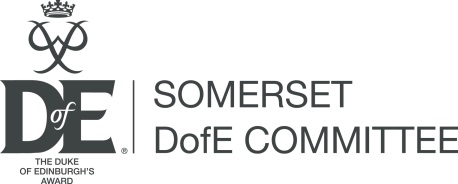 DofE®
THE DUKE
OF EDINBURGH'S
AWARD
SOMERSET
DofE COMMITTEE